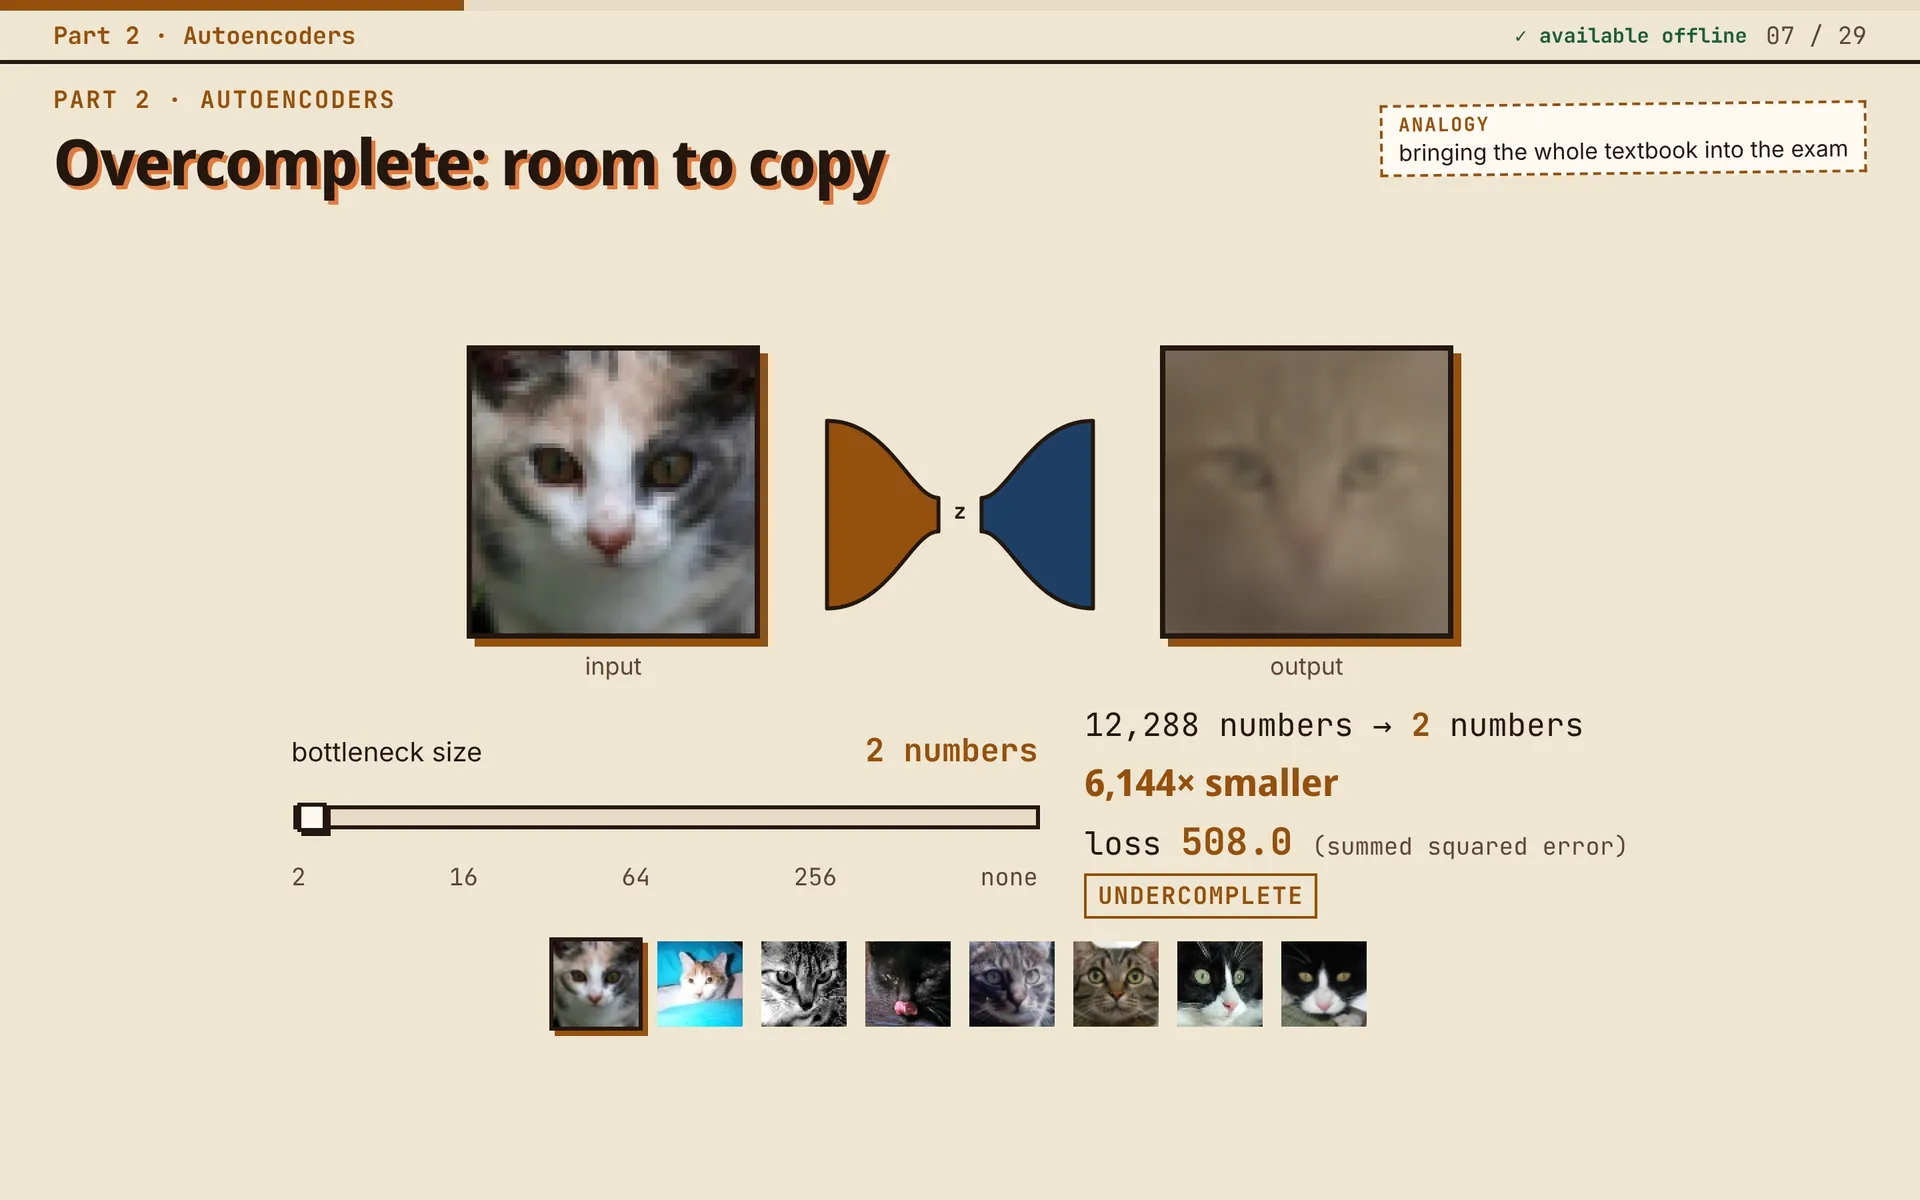 Part 2 · Autoencoders
✓ available offline 07 / 29
PART 2 · AUTOENCODERS
Overcomplete: room to copy
ANALOGY
bringing the whole textbook into the exam
z
input
output
bottleneck size
2 numbers
2 16 64 256 none
12,288 numbers → 2 numbers
6,144× smaller
loss 508.0 (summed squared error)
UNDERCOMPLETE